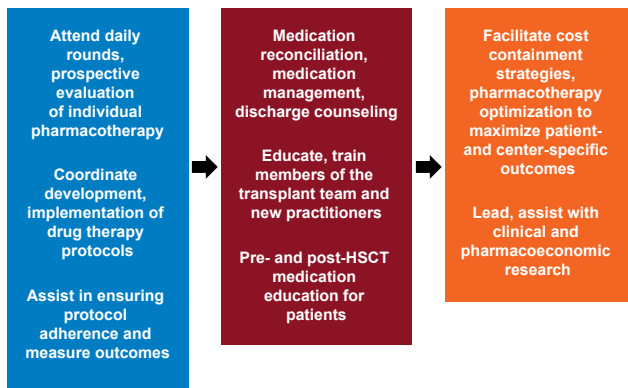 Attend daily
rounds,
prospective
evaluation
of individual
pharmacotherapy
Coordinate
development,
implementation of
drug therapy
protocols
Assist in ensuring
protocol
adherence and
measure outcomes
Medication
reconciliation,
medication
management,
discharge counseling
Educate, train
members of the
transplant team and
new practitioners
Pre- and post-HSCT
medication
education for
patients
Facilitate cost
containment
strategies,
pharmacotherapy
optimization to
maximize patient-
and center-specific
outcomes
Lead, assist with
clinical and
pharmacoeconomic
research